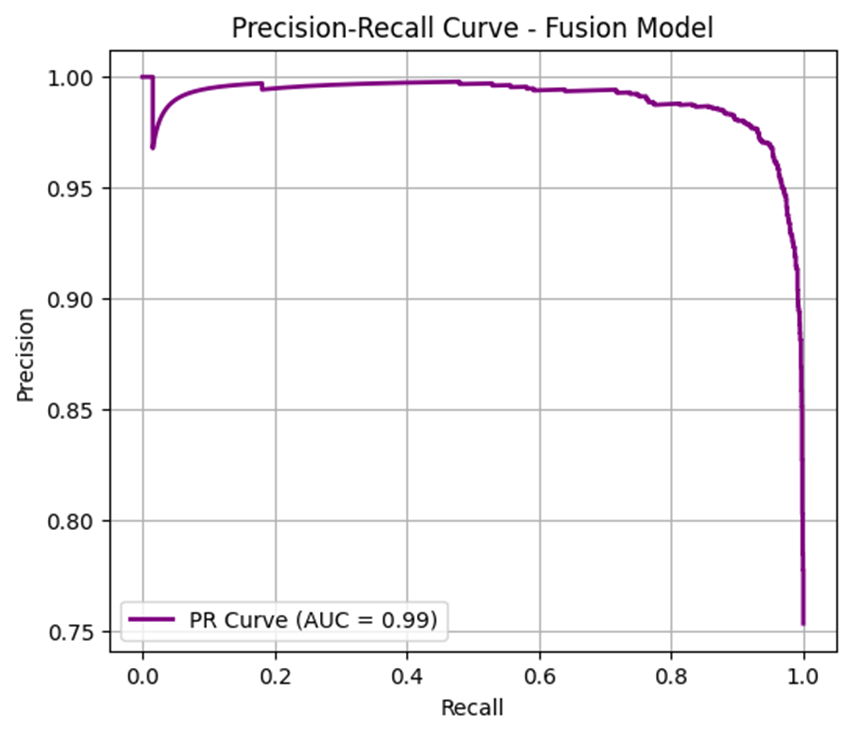 Precision-Recall Curve - Fusion Model
1.00
0.95
0.90
0.85
0.80
0.75
Precision
PR Curve (AUC = 0.99)
0.0 0.2 0.4 0.6 0.8 1.0
Recall